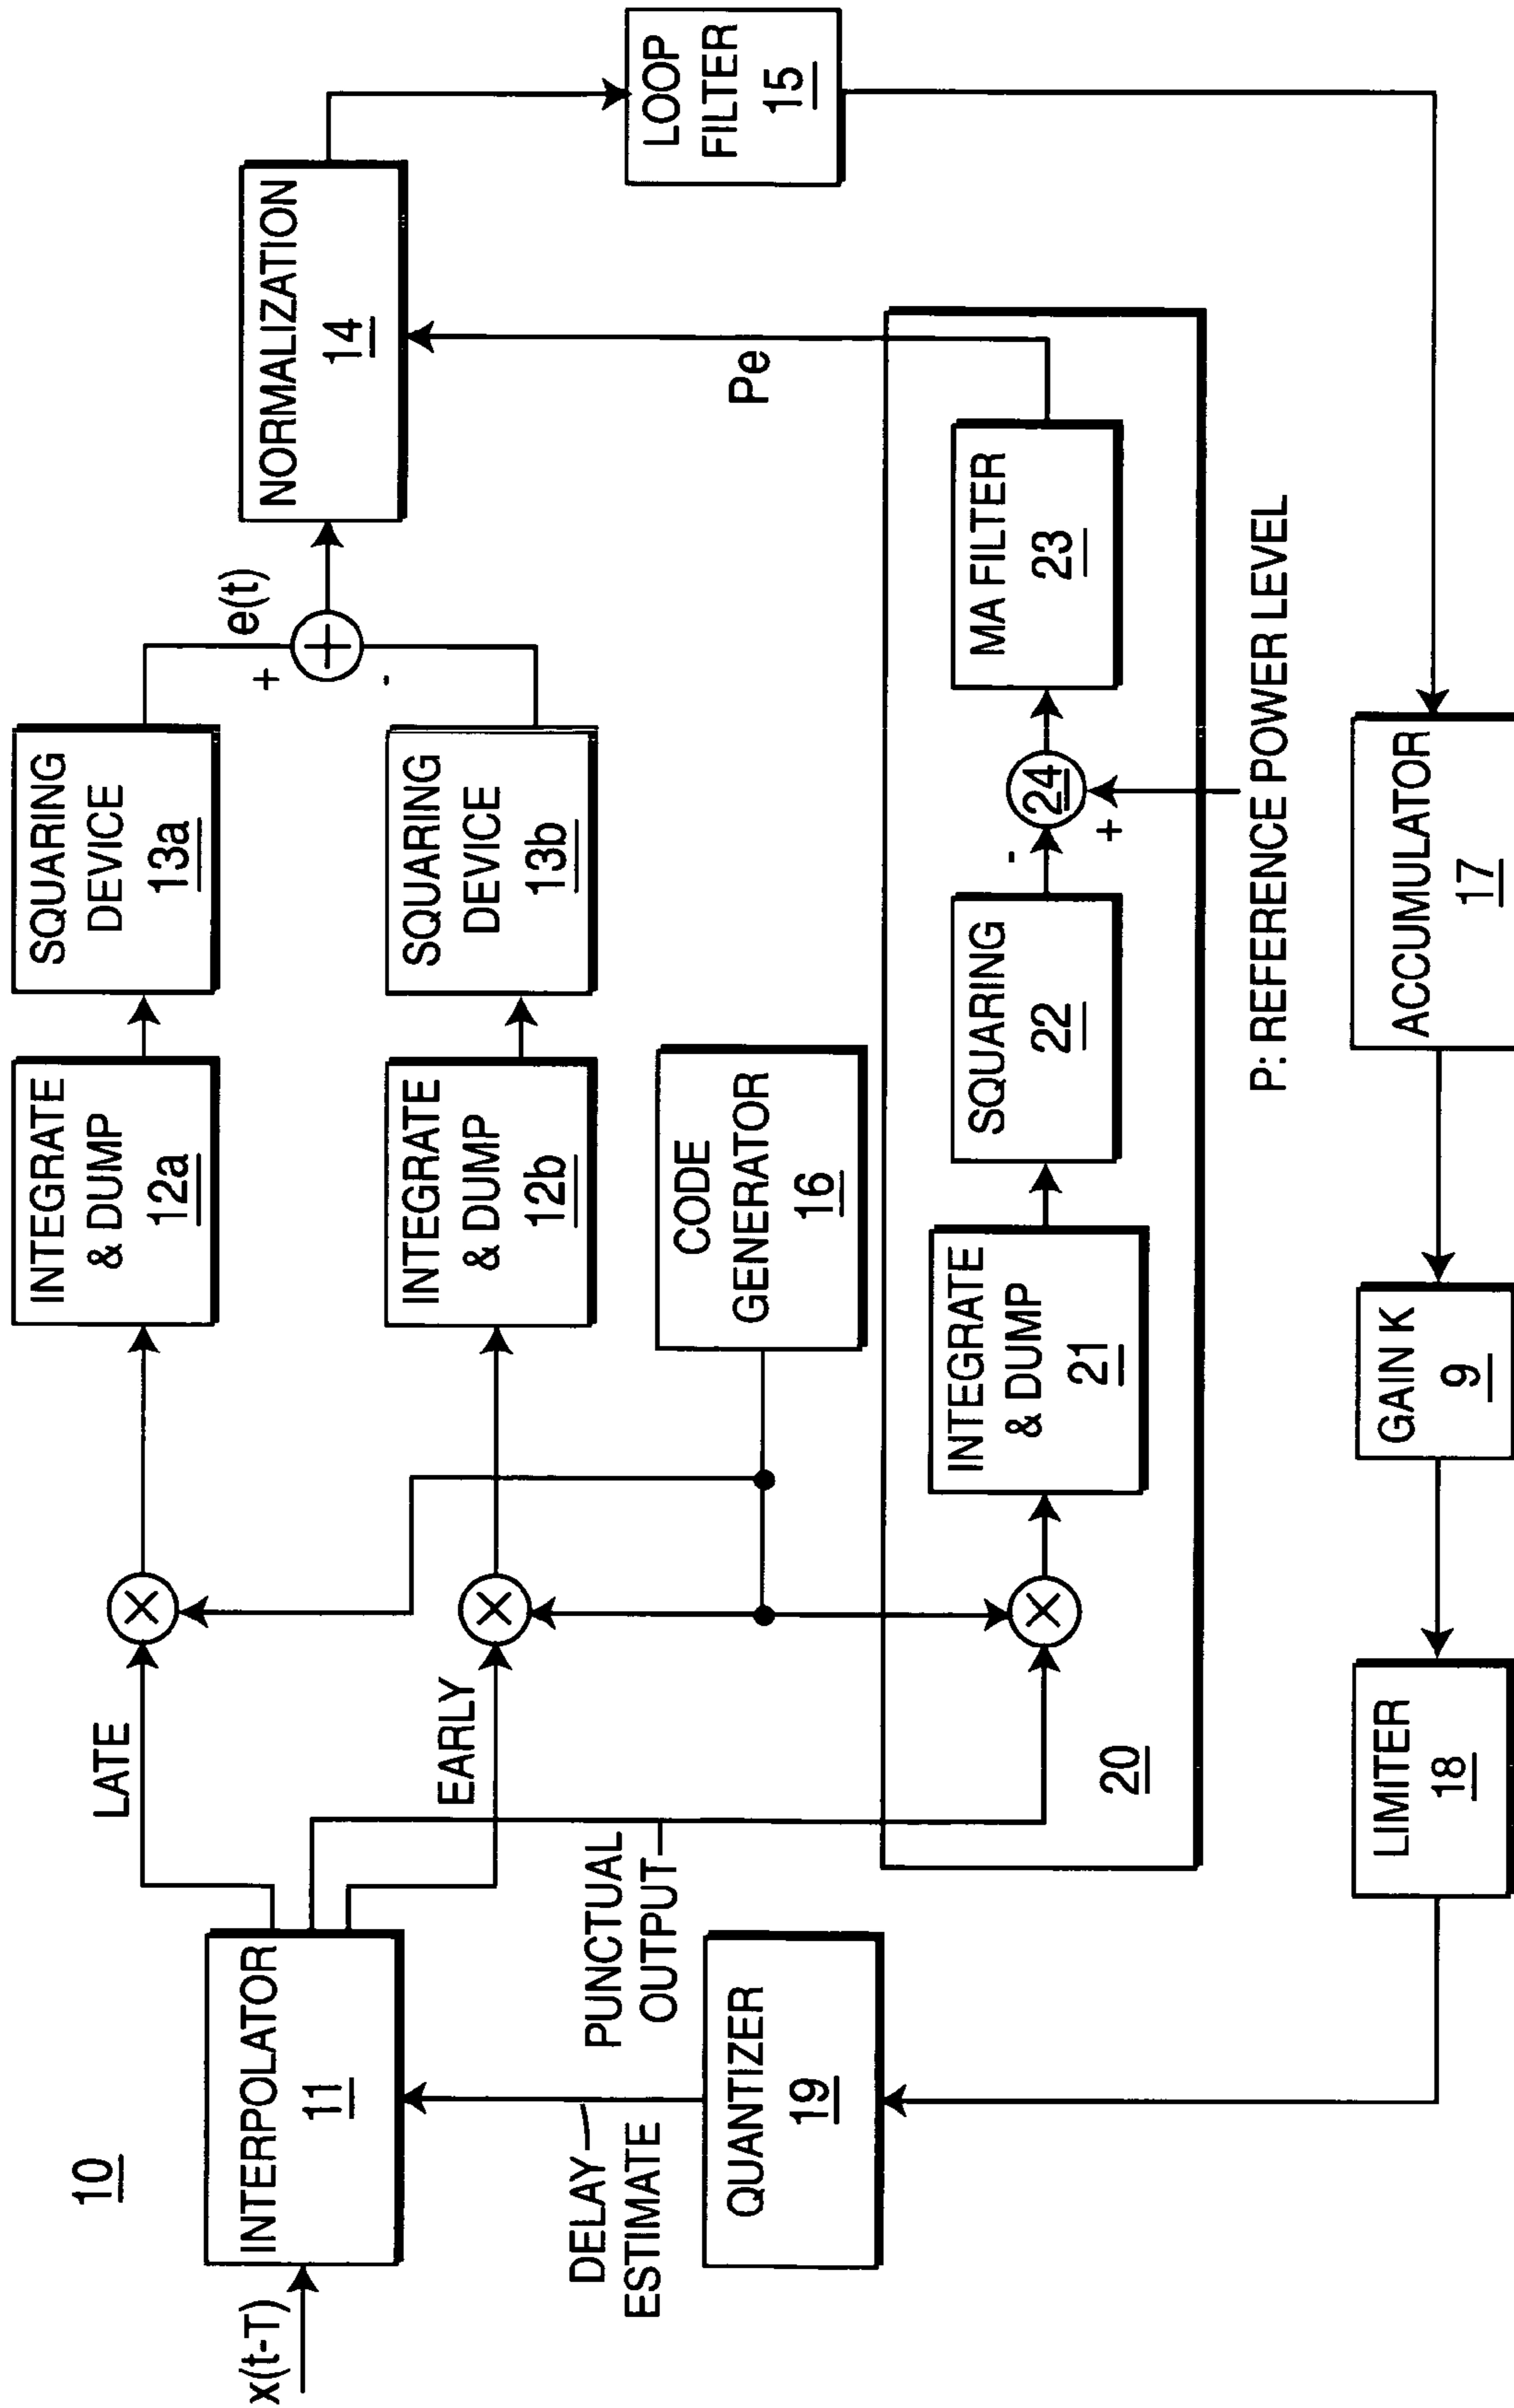 10
x(t-T)
INTERPOLATOR
11
LATE
EARLY
PUNCTUAL
OUTPUT
DELAY
ESTIMATE
QUANTIZER
19
INTEGRATE
& DUMP
12a
SQUARING
DEVICE
13a
INTEGRATE
& DUMP
12b
SQUARING
DEVICE
13b
+
-
e(t)
NORMALIZATION
14
LOOP
FILTER
15
CODE
GENERATOR
16
20
INTEGRATE
& DUMP
21
SQUARING
22
-
24
+
MA FILTER
23
Pe
P: REFERENCE POWER LEVEL
LIMITER
18
GAIN K
9
ACCUMULATOR
17